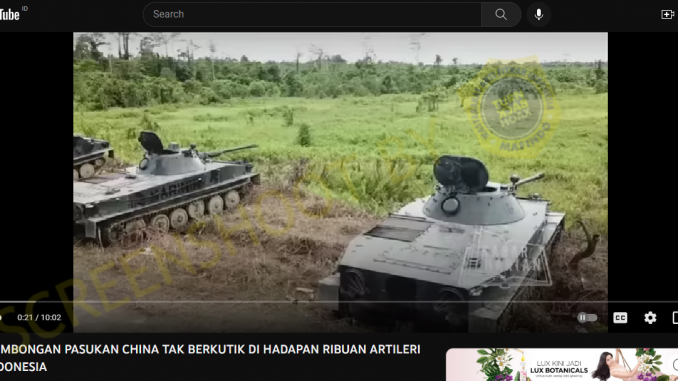 Tube ID
Search
SCREENSHOT
MARINIR
0:21 / 10:02
CC
MBONGAN PASUKAN CHINA TAK BERKUTIK DI HADAPAN RIBUAN ARTILERI
DONESIA
LUX KINI JADI
LUX BOTANICALS